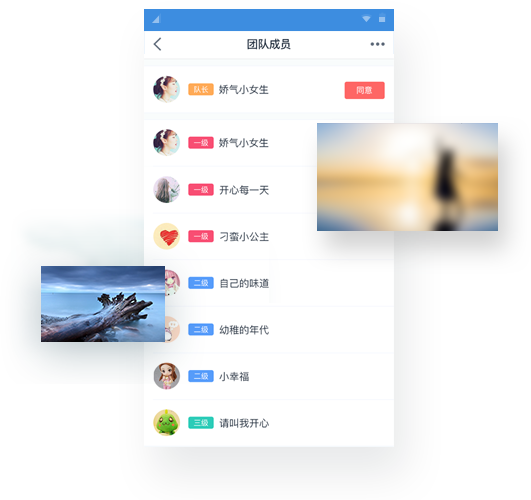 团队成员
队长 娇气小女生 同意
一级 娇气小女生
一级 开心每一天
一级 刁蛮小公主
二级 自己的味道
二级 幼稚的年代
二级 小幸福
三级 请叫我开心